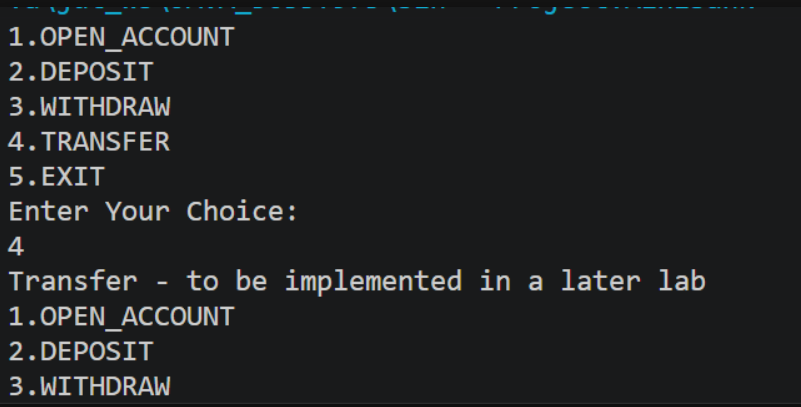 1.OPEN_ACCOUNT
2.DEPOSIT
3.WITHDRAW
4.TRANSFER
5.EXIT
Enter Your Choice:
4
Transfer - to be implemented in a later lab
1.OPEN_ACCOUNT
2.DEPOSIT
3.WITHDRAW